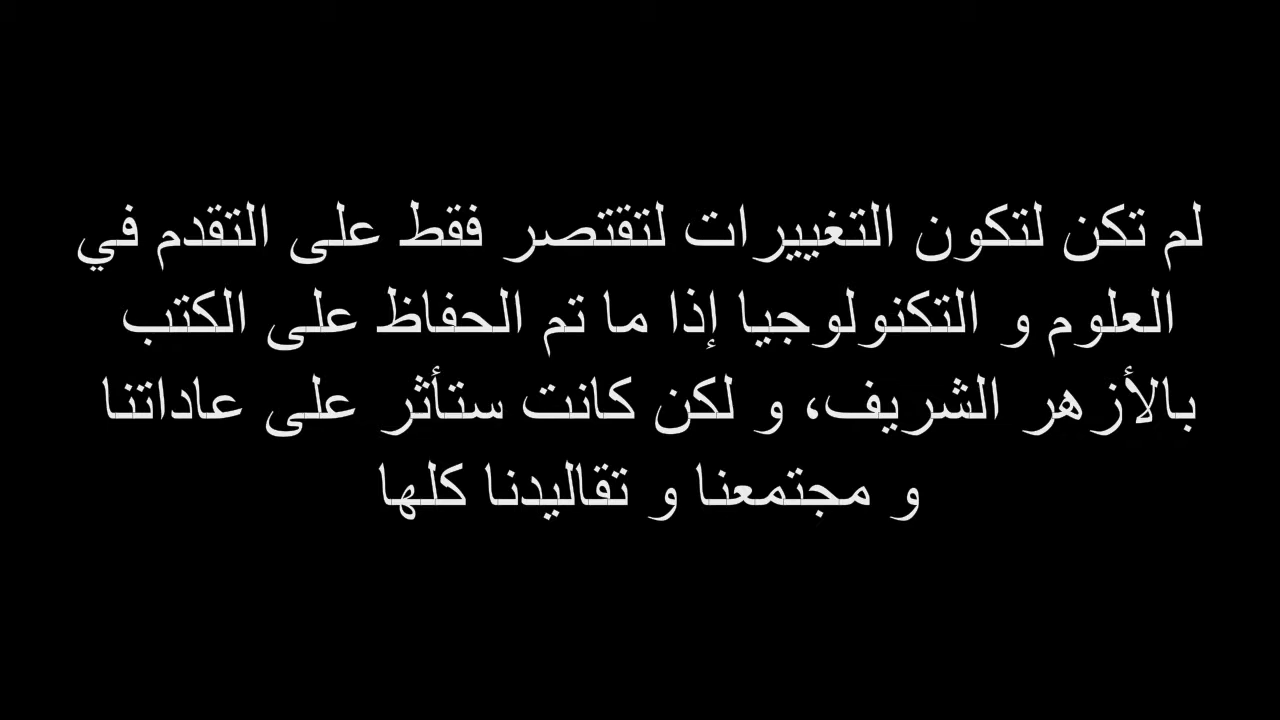 لم تكن لتكون التغييرات لتقتصر فقط على التقدم في
العلوم و التكنولوجيا إذا ما تم الحفاظ على الكتب
بالأزهر الشريف، و لكن كانت ستأثر على عاداتنا
و مجتمعنا و تقاليدنا كلها